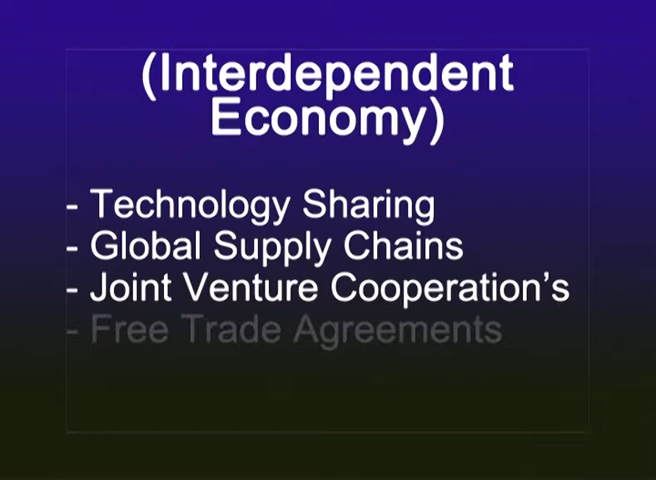 (Interdependent
Economy)
- Technology Sharing
- Global Supply Chains
- Joint Venture Cooperation’s
- Free Trade Agreements